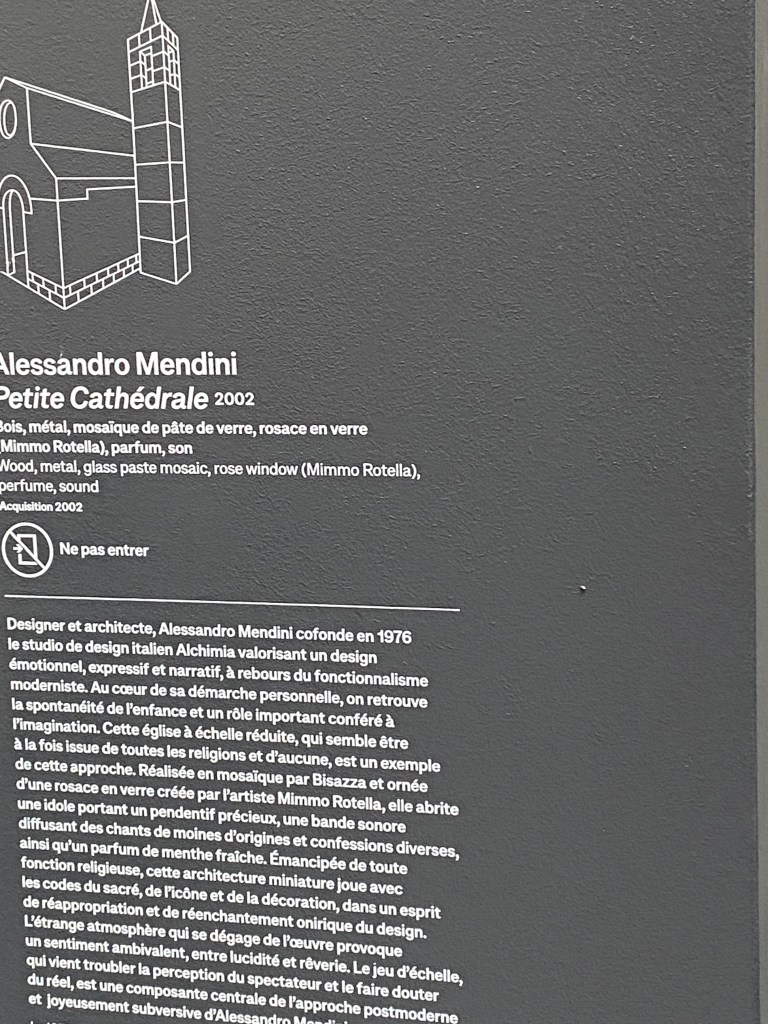 Alessandro Mendini
Petite Cathédrale 2002
Bois, métal, mosaïque de pâte de verre, rosace en verre
(Mimmo Rotella), parfum, son
Wood, metal, glass paste mosaic, rose window (Mimmo Rotella),
perfume, sound
Acquisition 2002
Ne pas entrer
Designer et architecte, Alessandro Mendini cofonde en 1976
le studio de design italien Alchimia valorisant un design
émotionnel, expressif et narratif, à rebours du fonctionnalisme
moderniste. Au cœur de sa démarche personnelle, on retrouve
la spontanéité de l'enfance et un rôle important conféré à
l'imagination. Cette église à échelle réduite, qui semble être
à la fois issue de toutes les religions et d'aucune, est un exemple
de cette approche. Réalisée en mosaïque par Bisazza et ornée
d'une rosace en verre créée par l'artiste Mimmo Rotella, elle abrite
une idole portant un pendentif précieux, une bande sonore
diffusant des chants de moines d'origines et confessions diverses,
ainsi qu'un parfum de menthe fraîche. Émancipée de toute
fonction religieuse, cette architecture miniature joue avec
les codes du sacré, de l'icône et de la décoration, dans un esprit
de réappropriation et de réenchantement onirique du design.
L'étrange atmosphère qui se dégage de l'œuvre provoque
un sentiment ambivalent, entre lucidité et rêverie. Le jeu d'échelle,
qui vient troubler la perception du spectateur et le faire douter
du réel, est une composante centrale de l'approche postmoderne
et joyeusement subversive d'Alessandro Mendini